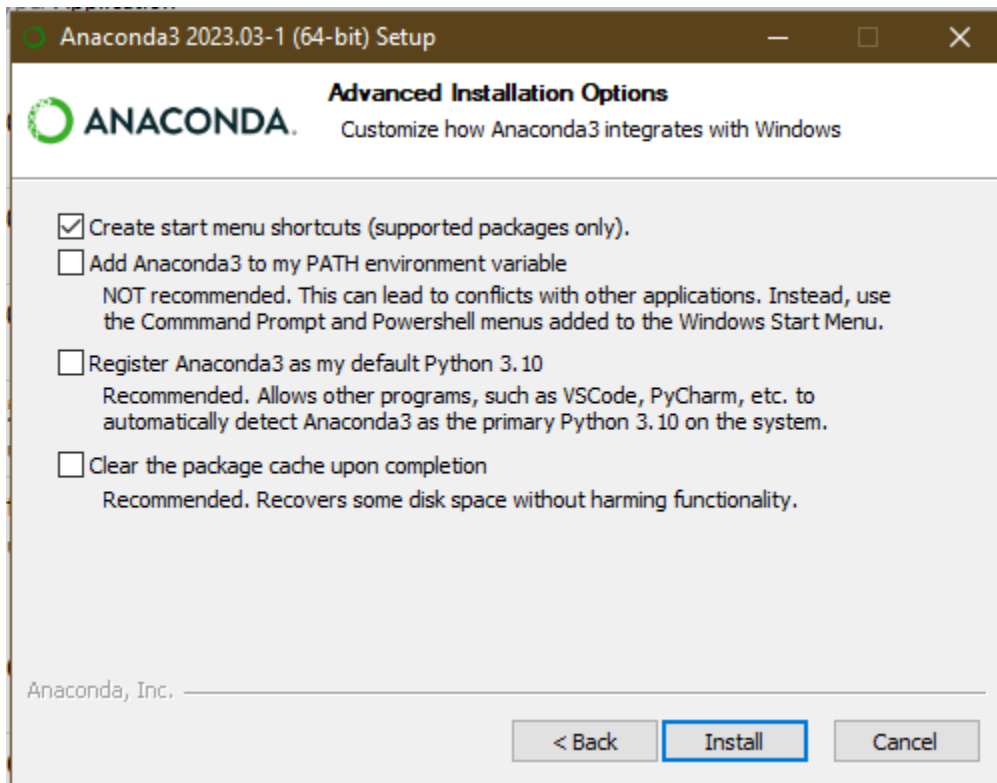 Anaconda3 2023.03-1 (64-bit) Setup
ANACONDA.
Advanced Installation Options
Customize how Anaconda3 integrates with Windows
Create start menu shortcuts (supported packages only).
Add Anaconda3 to my PATH environment variable
NOT recommended. This can lead to conflicts with other applications. Instead, use
the Commmand Prompt and Powershell menus added to the Windows Start Menu.
Register Anaconda3 as my default Python 3.10
Recommended. Allows other programs, such as VSCode, PyCharm, etc. to
automatically detect Anaconda3 as the primary Python 3.10 on the system.
Clear the package cache upon completion
Recommended. Recovers some disk space without harming functionality.
Anaconda, Inc.
< Back
Install
Cancel